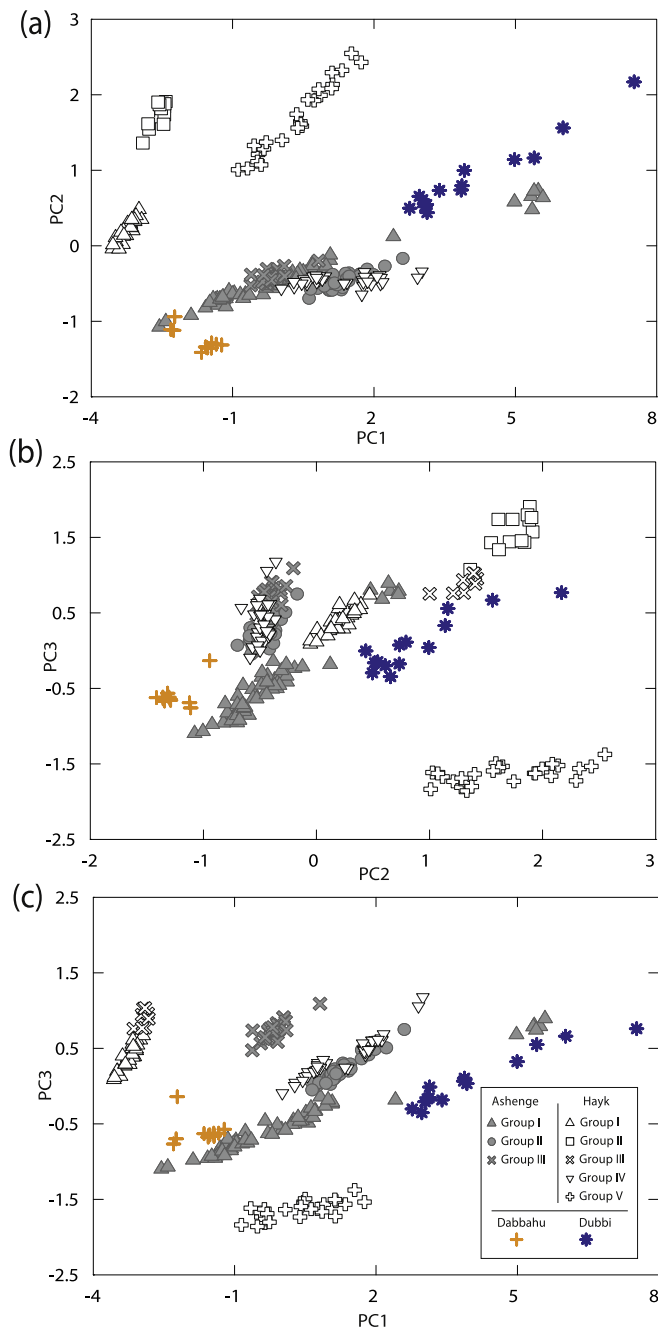 (a)
3
2
1
0
-1
-2
PC2
-4
-1
2
5
8
PC1
(b)
2.5
1.5
0.5
-0.5
-1.5
-2.5
PC3
-2
-1
0
1
2
3
PC2
(c)
2.5
1.5
0.5
-0.5
-1.5
-2.5
PC3
-4
-1
2
5
8
PC1
Ashenge
Group I
Group II
Group III
Hayk
Group I
Group II
Group III
Group IV
Group V
Dabbahu
Dubbi